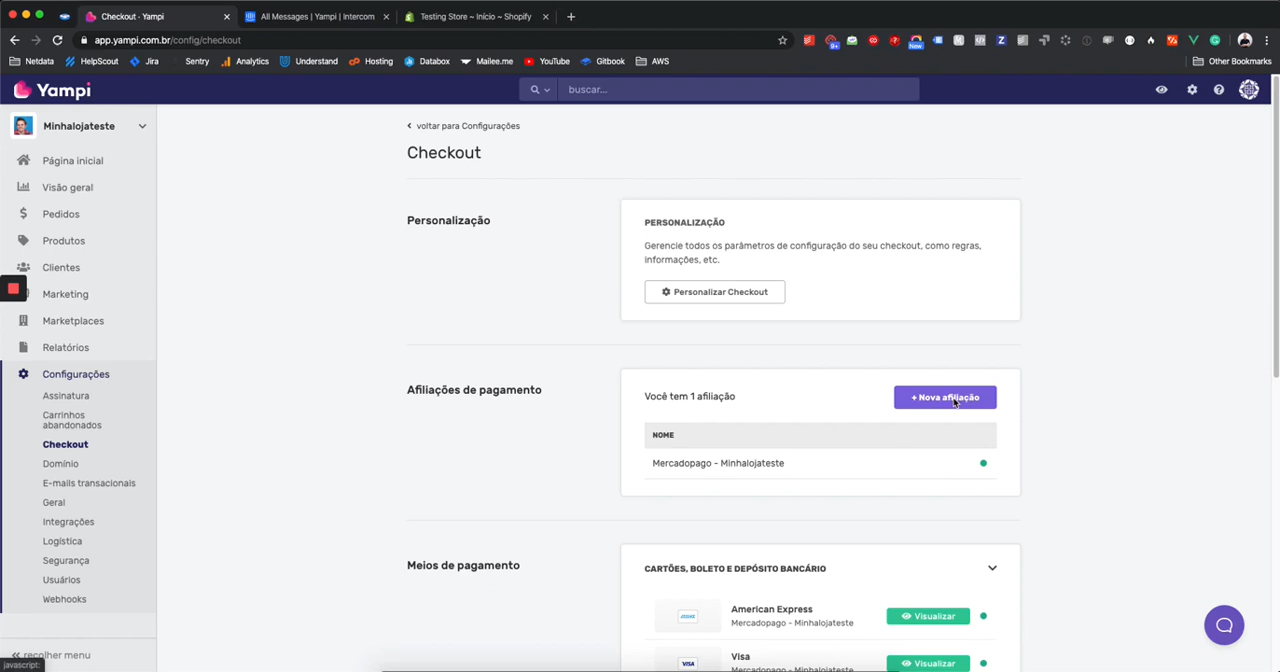 Checkout · Yampi
All Messages | Yampi | Intercom
Testing Store ~ Início ~ Shopify
app.yampi.com.br/config/checkout
9+
New
Netdata
HelpScout
Jira
Sentry
Analytics
Understand
Hosting
Databox
Mailee.me
YouTube
Gitbook
AWS
Other Bookmarks
Yampi
buscar...
Minhalojateste
Página inicial
Visão geral
Pedidos
Produtos
Clientes
Marketing
Marketplaces
Relatórios
Configurações
Assinatura
Carrinhos
abandonados
Checkout
Domínio
E-mails transacionais
Geral
Integrações
Logística
Segurança
Usuários
Webhooks
recolher menu
javascript:
voltar para Configurações
Checkout
Personalização
PERSONALIZAÇÃO
Gerencie todos os parâmetros de configuração do seu checkout, como regras,
informações, etc.
Personalizar Checkout
Afiliações de pagamento
Você tem 1 afiliação
+ Nova afiliação
NOME
Mercadopago - Minhalojateste
Meios de pagamento
CARTÕES, BOLETO E DEPÓSITO BANCÁRIO
American Express
Mercadopago - Minhalojateste
Visualizar
VISA
Visa
Mercadopago - Minhalojateste
Visualizar